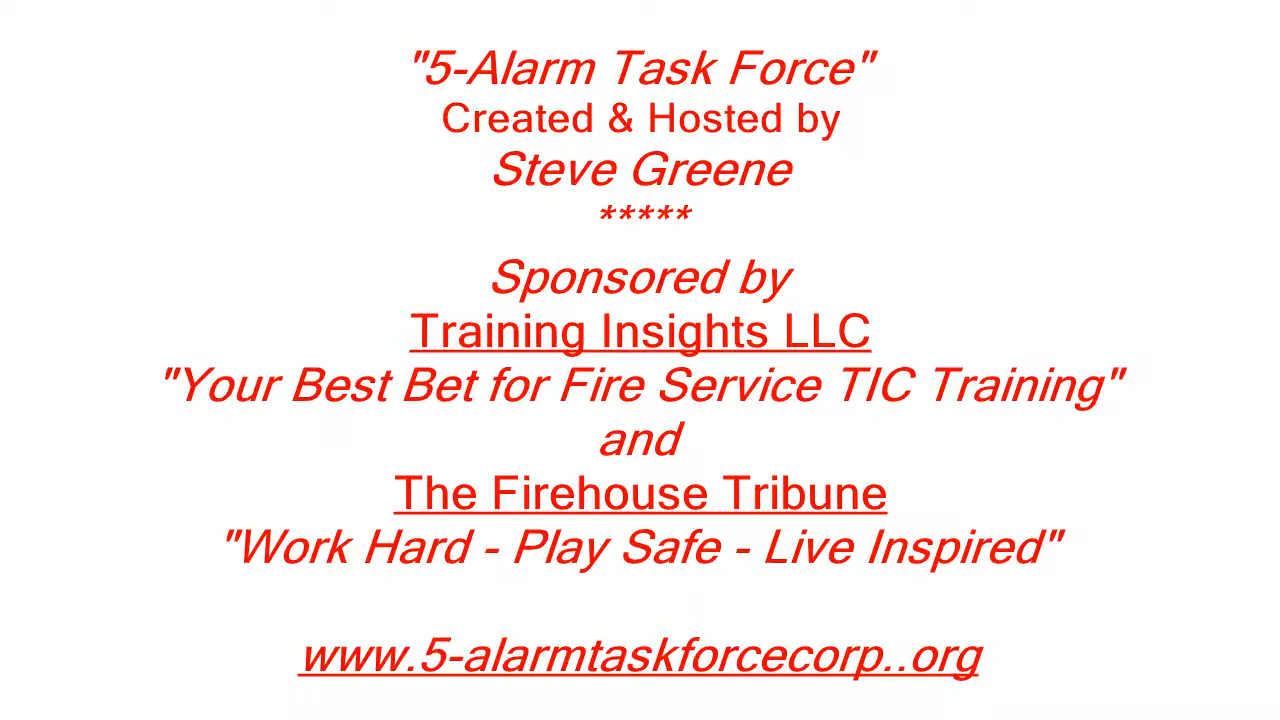 "5-Alarm Task Force"
Created & Hosted by
Steve Greene
*****
Sponsored by
Training Insights LLC
"Your Best Bet for Fire Service TIC Training"
and
The Firehouse Tribune
"Work Hard - Play Safe - Live Inspired"
www.5-alarmtaskforcecorp..org